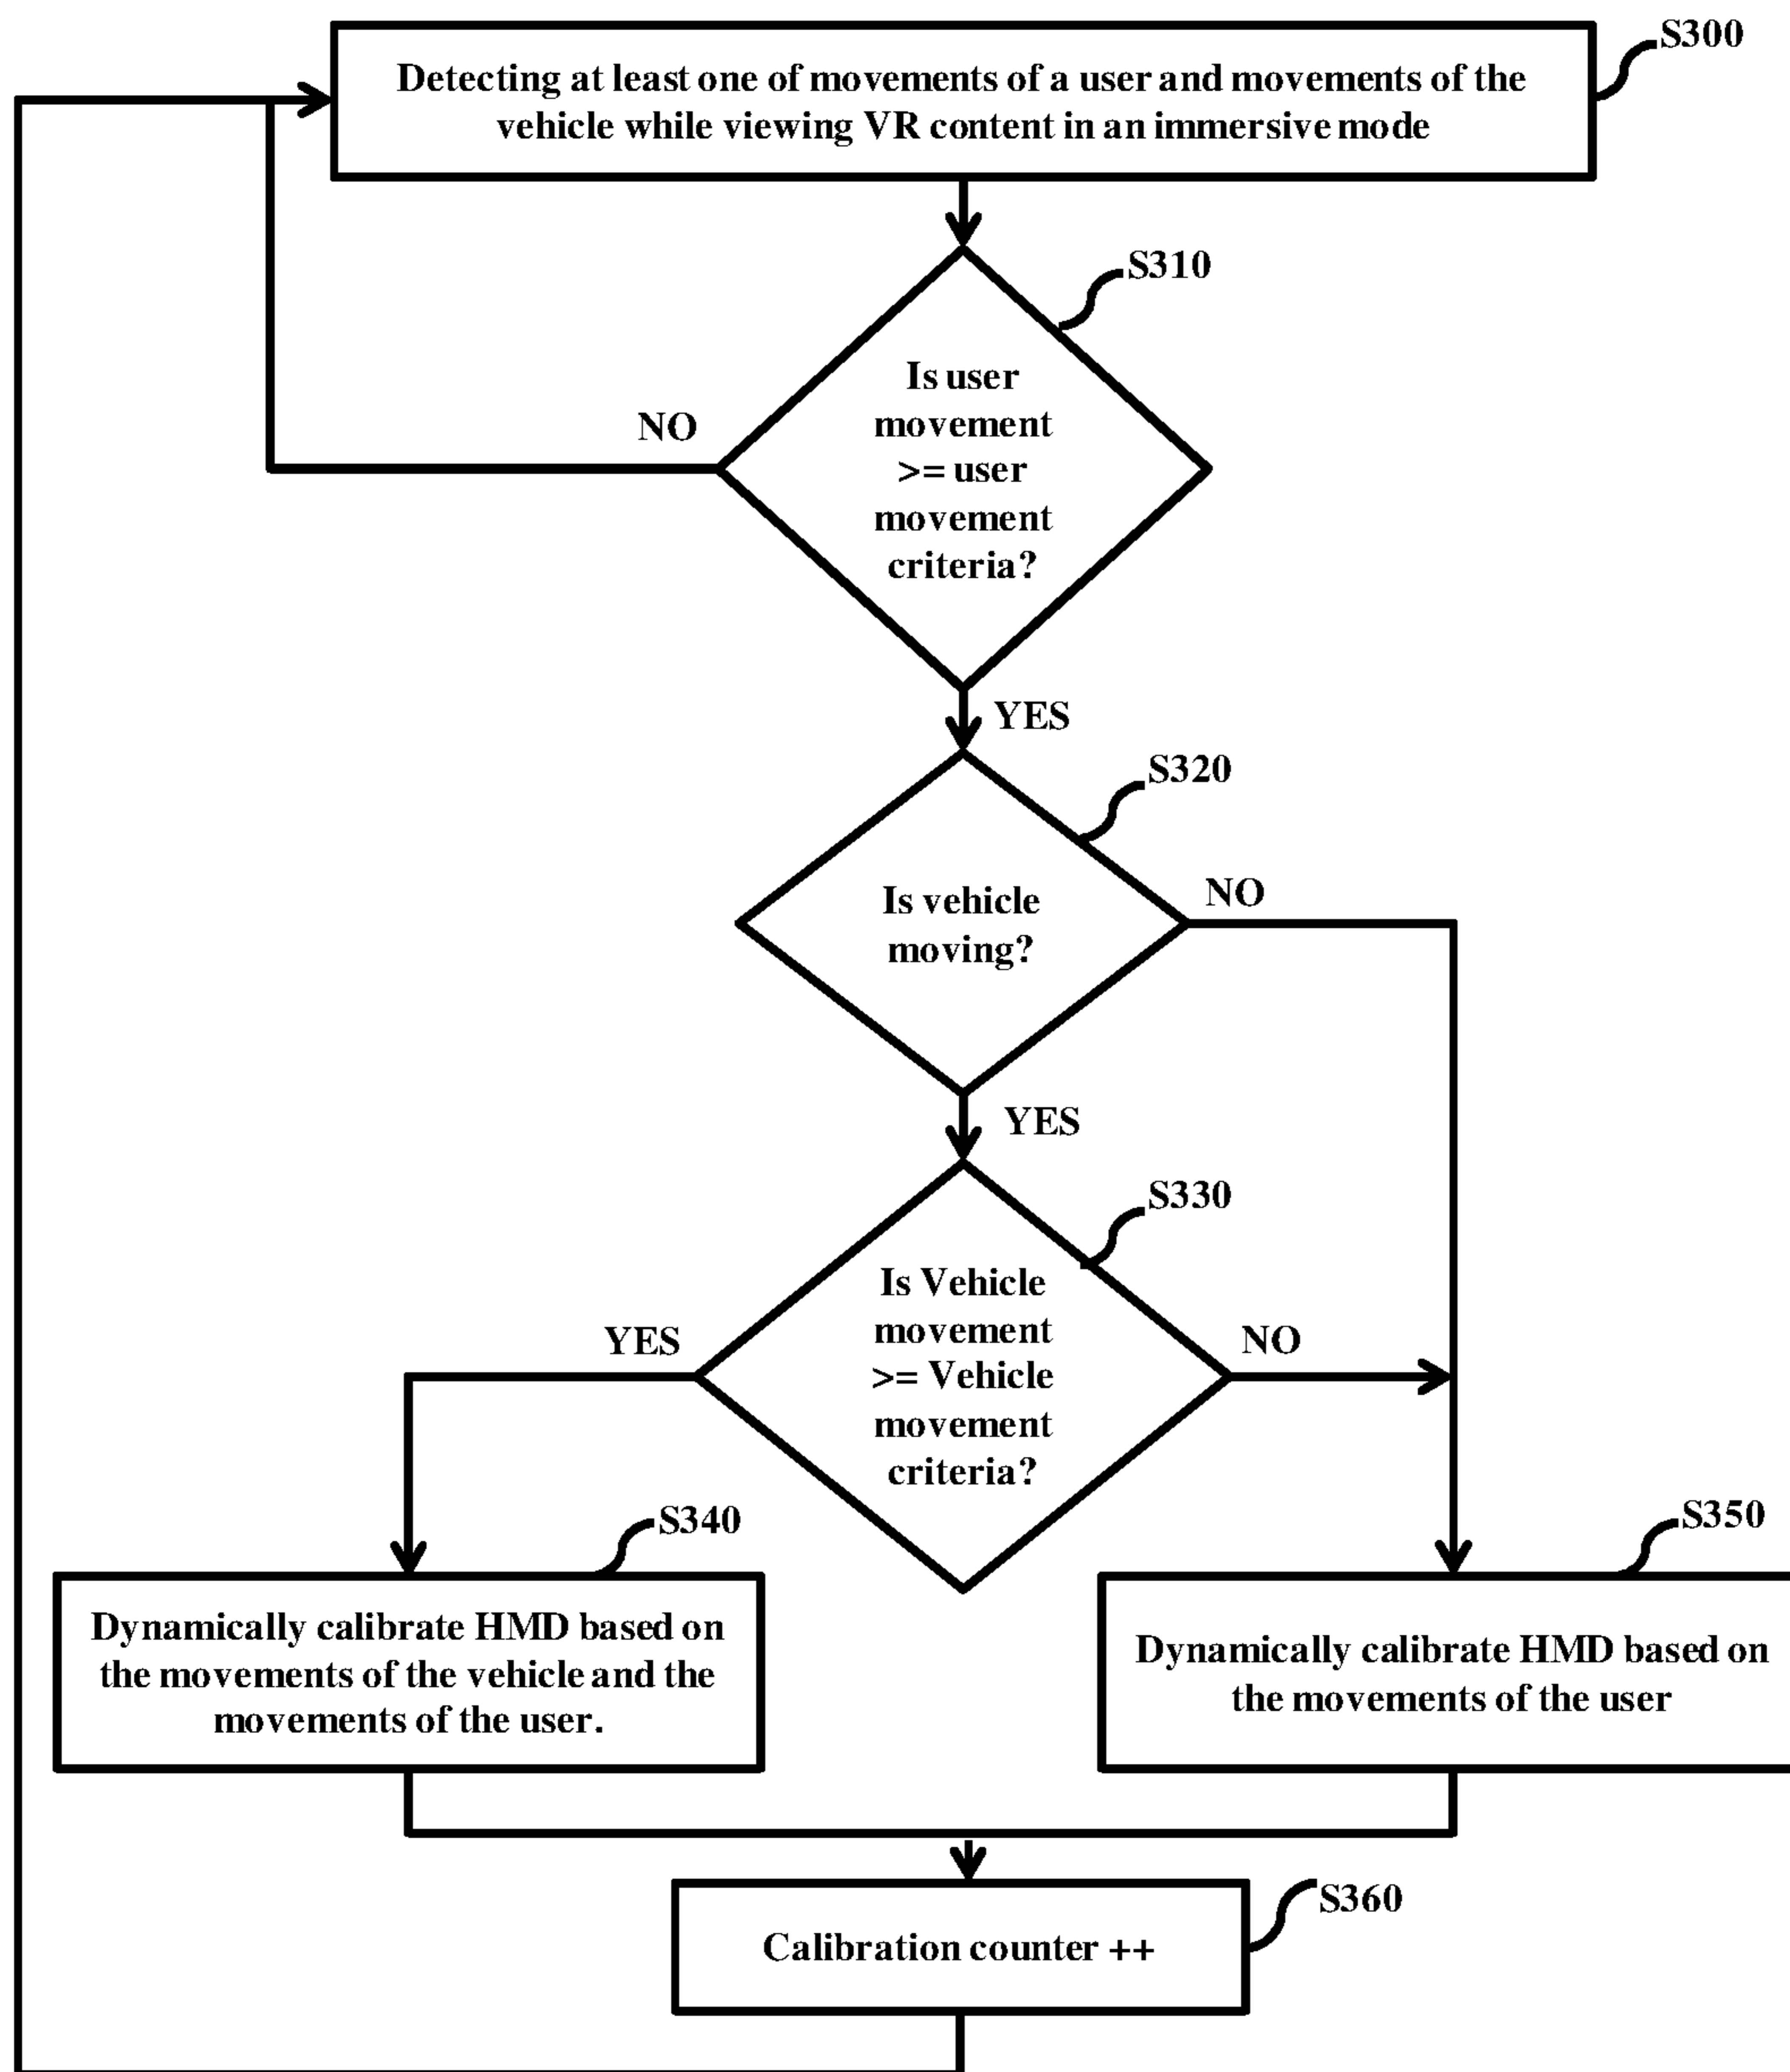 S300
Detecting at least one of movements of a user and movements of the
vehicle while viewing VR content in an immersive mode
S310
Is user
movement
>= user
movement
criteria?
NO
YES
S320
Is vehicle
moving?
NO
YES
S330
Is Vehicle
movement
>= Vehicle
movement
criteria?
YES
NO
S340
Dynamically calibrate HMD based on
the movements of the vehicle and the
movements of the user.
S350
Dynamically calibrate HMD based on
the movements of the user
S360
Calibration counter ++